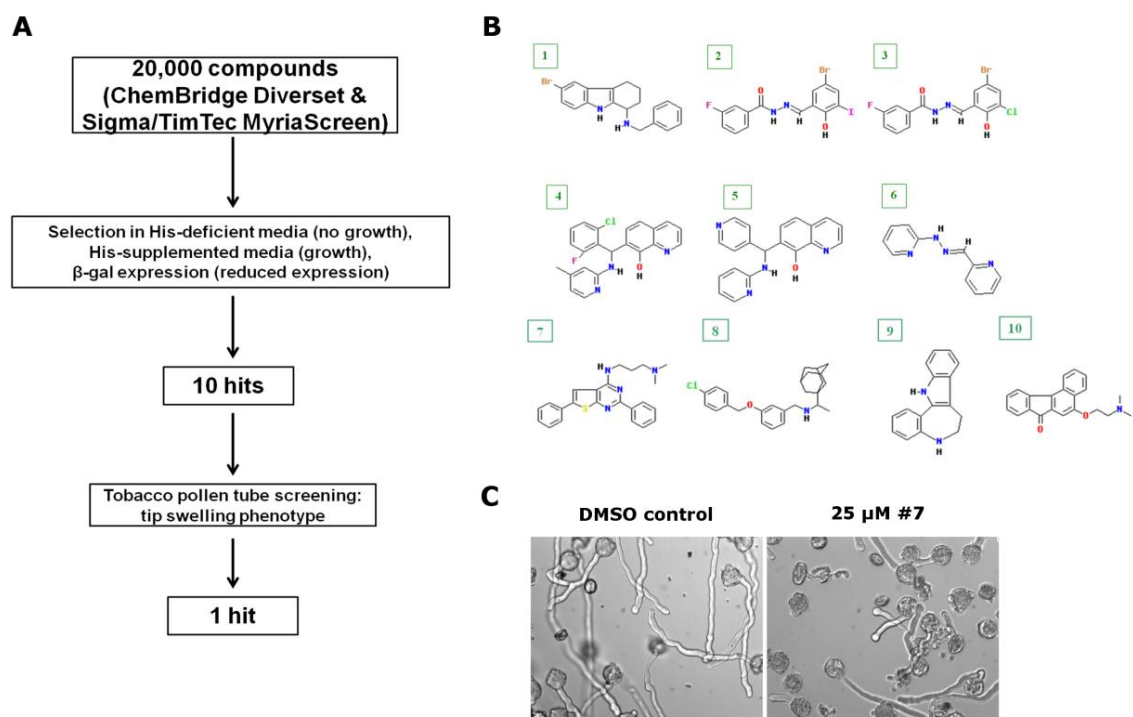 A
20,000 compounds
(ChemBridge Diverset &
Sigma/TimTec MyriaScreen)
Selection in His-deficient media (no growth),
His-supplemented media (growth),
β-gal expression (reduced expression)
10 hits
Tobacco pollen tube screening:
tip swelling phenotype
1 hit
B
1
Br
N
H
N
H
2
Br
F
O
N
H
N
H
O
H
I
3
Br
F
O
N
H
N
H
O
H
Cl
4
Cl
F
N
H
O
H
N
N
5
N
N
H
O
H
N
N
6
N
H
N
N
H
N
7
HN
N
N
N
S
8
Cl
O
N
H
9
H
N
N
H
10
O
O
N
C
DMSO control
25 µM #7